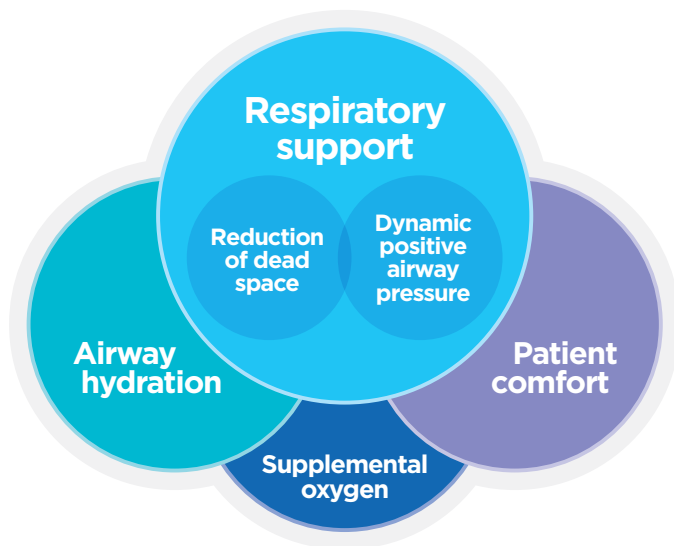 Respiratory
support
Reduction
of dead
space
Dynamic
positive
airway
pressure
Airway
hydration
Patient
comfort
Supplemental
oxygen